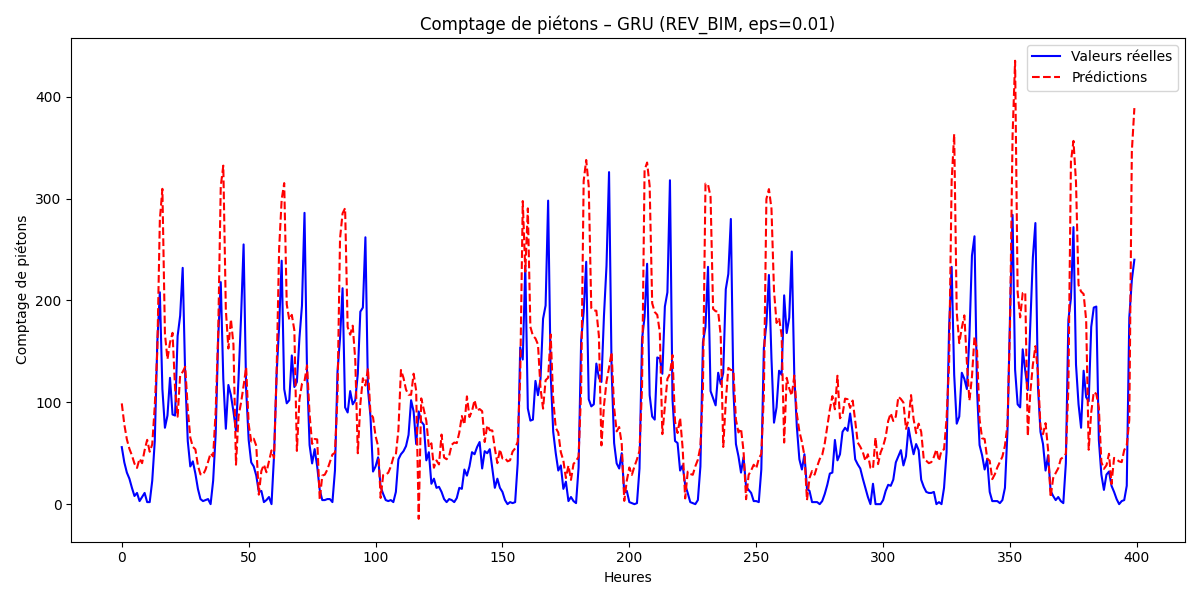 Comptage de piétons – GRU (REV_BIM, eps=0.01)
Valeurs réelles
Prédictions
Comptage de piétons
400
300
200
100
0
0 50 100 150 200 250 300 350 400
Heures